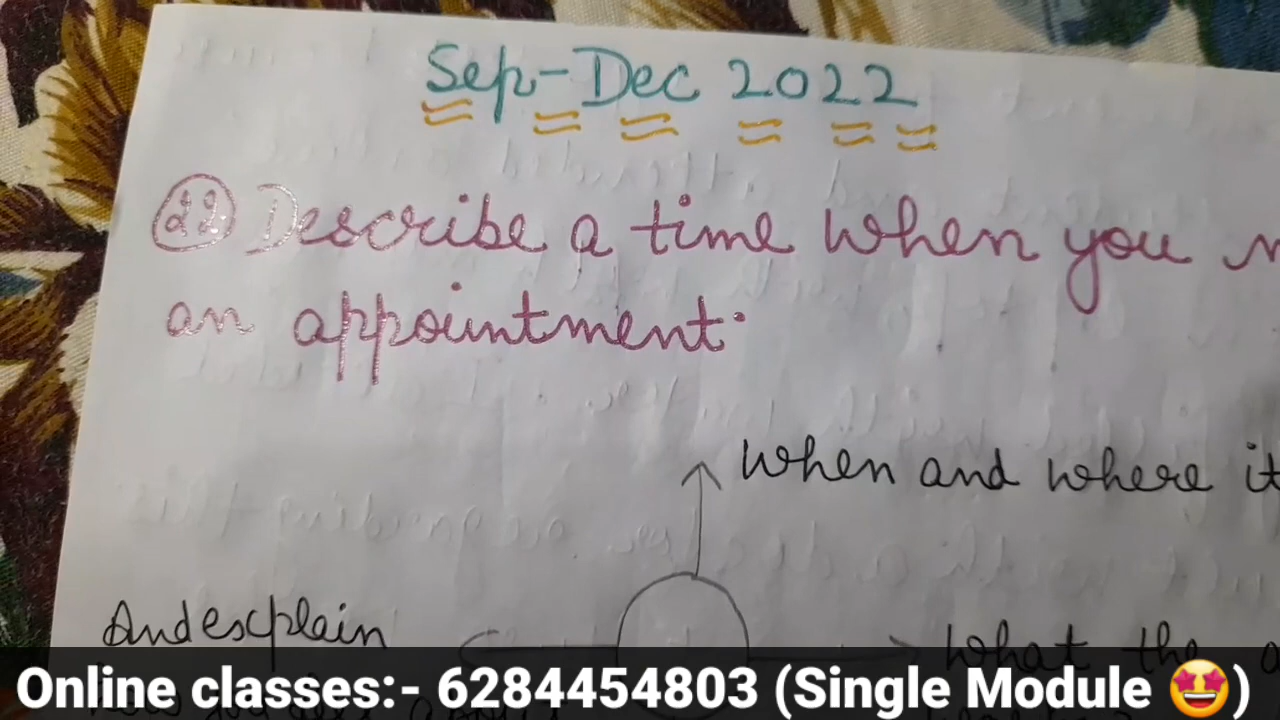 Sep-Dec 2022
22 Describe a time when you
an appointment.
When and where it
And explain
What the
Online classes:- 6284454803 (Single Module 🤩)